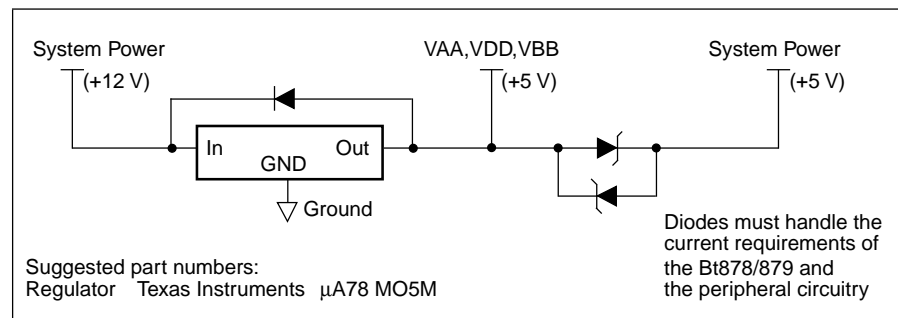 System Power
(+12 V)
VAA,VDD,VBB
(+5 V)
System Power
(+5 V)
In
Out
GND
Ground
Diodes must handle the
current requirements of
the Bt878/879 and
the peripheral circuitry
Suggested part numbers:
Regulator Texas Instruments µA78 MO5M